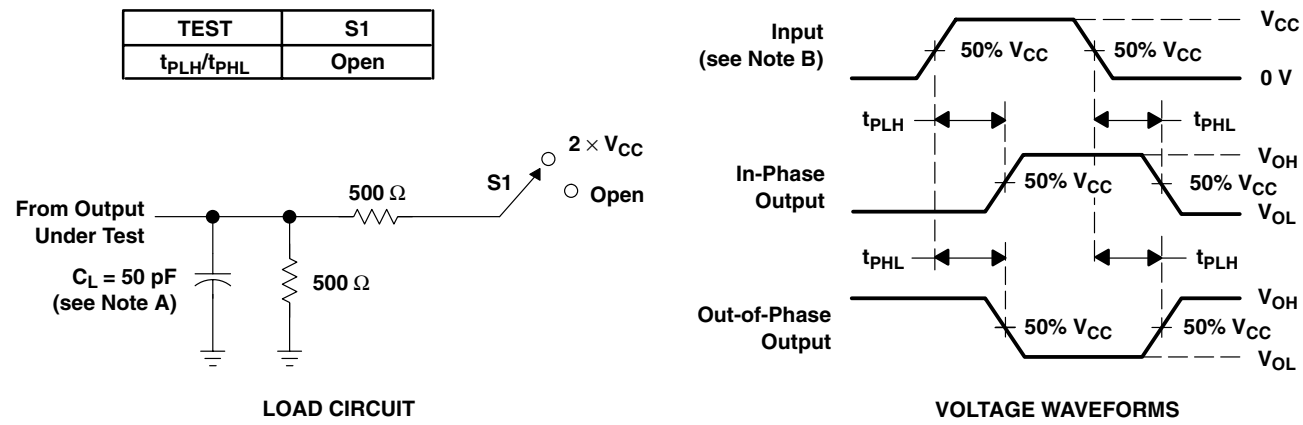 TEST S1
tPLH/tPHL Open
From Output
Under Test
CL = 50 pF
(see Note A)
500 Ω
500 Ω
S1
2 × VCC
Open
LOAD CIRCUIT
Input
(see Note B)
50% VCC
50% VCC
VCC
0 V
tPLH
tPHL
In-Phase
Output
50% VCC
50% VCC
VOH
VOL
tPHL
tPLH
Out-of-Phase
Output
50% VCC
50% VCC
VOH
VOL
VOLTAGE WAVEFORMS